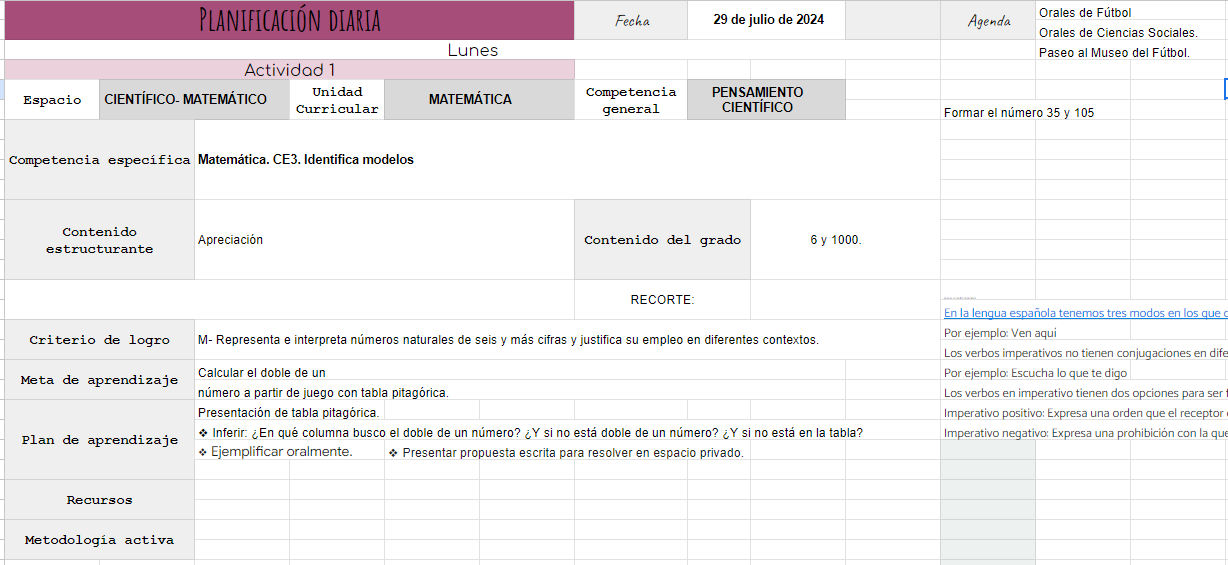 Planificación diaria
Fecha
29 de julio de 2024
Agenda
Orales de Fútbol
Orales de Ciencias Sociales.
Paseo al Museo del Fútbol.
Lunes
Actividad 1
Espacio
CIENTÍFICO- MATEMÁTICO
Unidad
Curricular
MATEMÁTICA
Competencia
general
PENSAMIENTO
CIENTÍFICO
Formar el número 35 y 105
Competencia específica
Matemática. CE3. Identifica modelos
Contenido
estructurante
Apreciación
Contenido del grado
6 y 1000.
RECORTE:
En la lengua española tenemos tres modos en los que
Por ejemplo: Ven aquí
Los verbos imperativos no tienen conjugaciones en dife
Por ejemplo: Escucha lo que te digo
Los verbos en imperativo tienen dos opciones para ser
Imperativo positivo: Expresa una orden que el receptor
Imperativo negativo: Expresa una prohibición con la que
Criterio de logro
M- Representa e interpreta números naturales de seis y más cifras y justifica su empleo en diferentes contextos.
Meta de aprendizaje
Calcular el doble de un
número a partir de juego con tabla pitagórica.
Plan de aprendizaje
Presentación de tabla pitagórica.
❖ Inferir: ¿En qué columna busco el doble de un número? ¿Y si no está doble de un número? ¿Y si no está en la tabla?
❖ Ejemplificar oralmente.
❖ Presentar propuesta escrita para resolver en espacio privado.
Recursos
Metodología activa